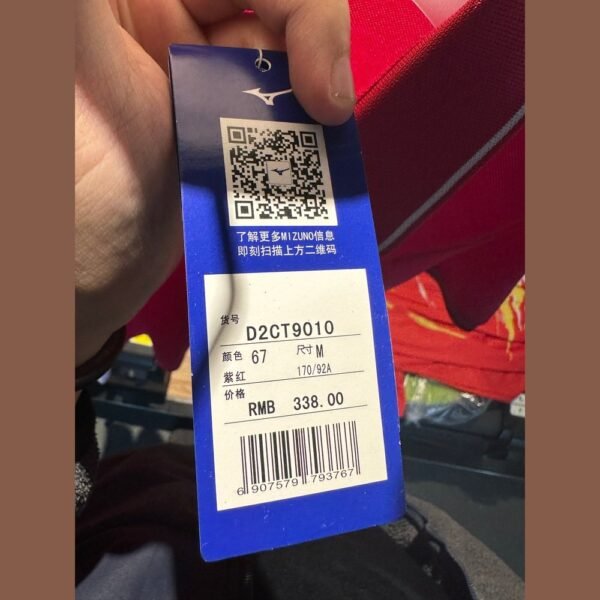 了解更多MIZUNO信息
即刻扫描上方二维码
货号 D2CT9010
颜色 67 尺寸 M
紫红 170/92A
价格
RMB 338.00
6 907579 793767